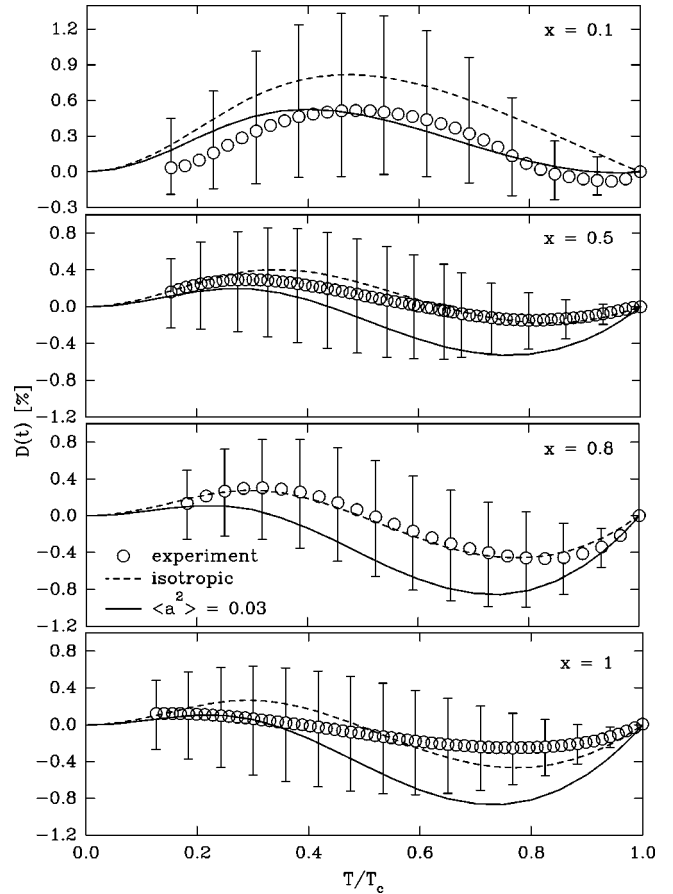 1.2
0.9
0.6
0.3
0.0
−0.3
x = 0.1
0.8
0.4
0.0
−0.4
−0.8
−1.2
x = 0.5
D(t) [%]
0.8
0.4
0.0
−0.4
−0.8
−1.2
x = 0.8
experiment
isotropic
<a²> = 0.03
0.8
0.4
0.0
−0.4
−0.8
−1.2
x = 1
0.0 0.2 0.4 0.6 0.8 1.0
T/T_c